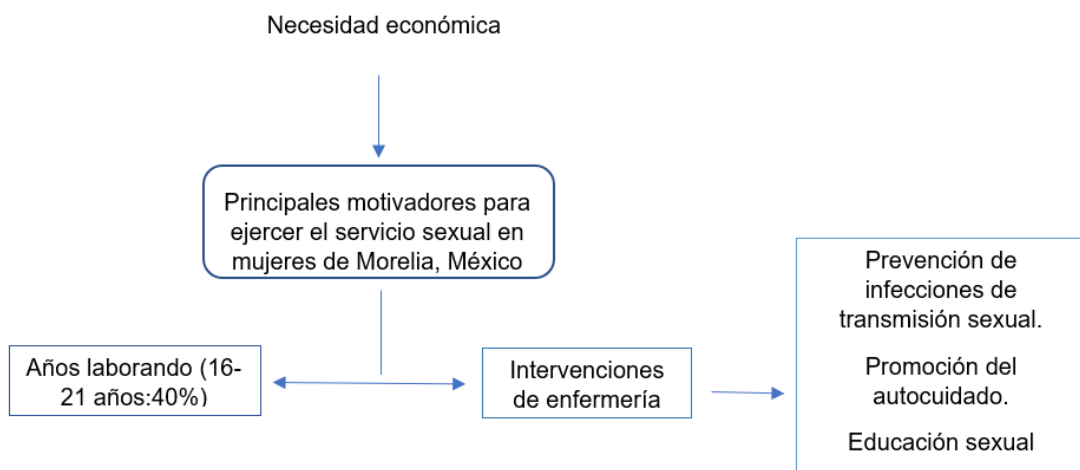 Necesidad económica
Principales motivadores para
ejercer el servicio sexual en
mujeres de Morelia, México
Años laborando (16-
21 años:40%)
Intervenciones
de enfermería
Prevención de
infecciones de
transmisión sexual.
Promoción del
autocuidado.
Educación sexual